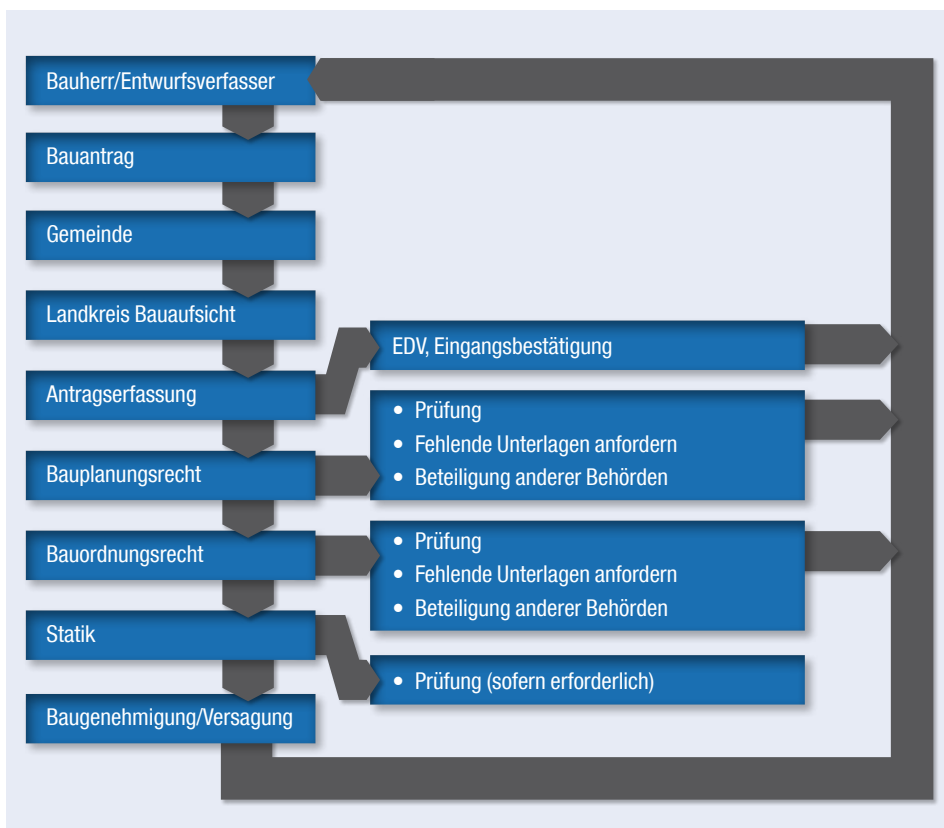 Bauherr/Entwurfsverfasser
Bauantrag
Gemeinde
Landkreis Bauaufsicht
Antragserfassung
EDV, Eingangsbestätigung
Bauplanungsrecht
• Prüfung
• Fehlende Unterlagen anfordern
• Beteiligung anderer Behörden
Bauordnungsrecht
• Prüfung
• Fehlende Unterlagen anfordern
• Beteiligung anderer Behörden
Statik
• Prüfung (sofern erforderlich)
Baugenehmigung/Versagung